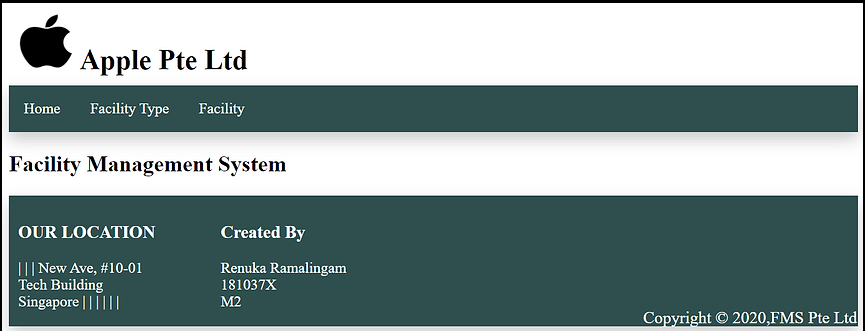 Apple Pte Ltd
Home Facility Type Facility
Facility Management System
OUR LOCATION
| | | New Ave, #10-01
Tech Building
Singapore | | | | | |
Created By
Renuka Ramalingam
181037X
M2
Copyright © 2020,FMS Pte Ltd